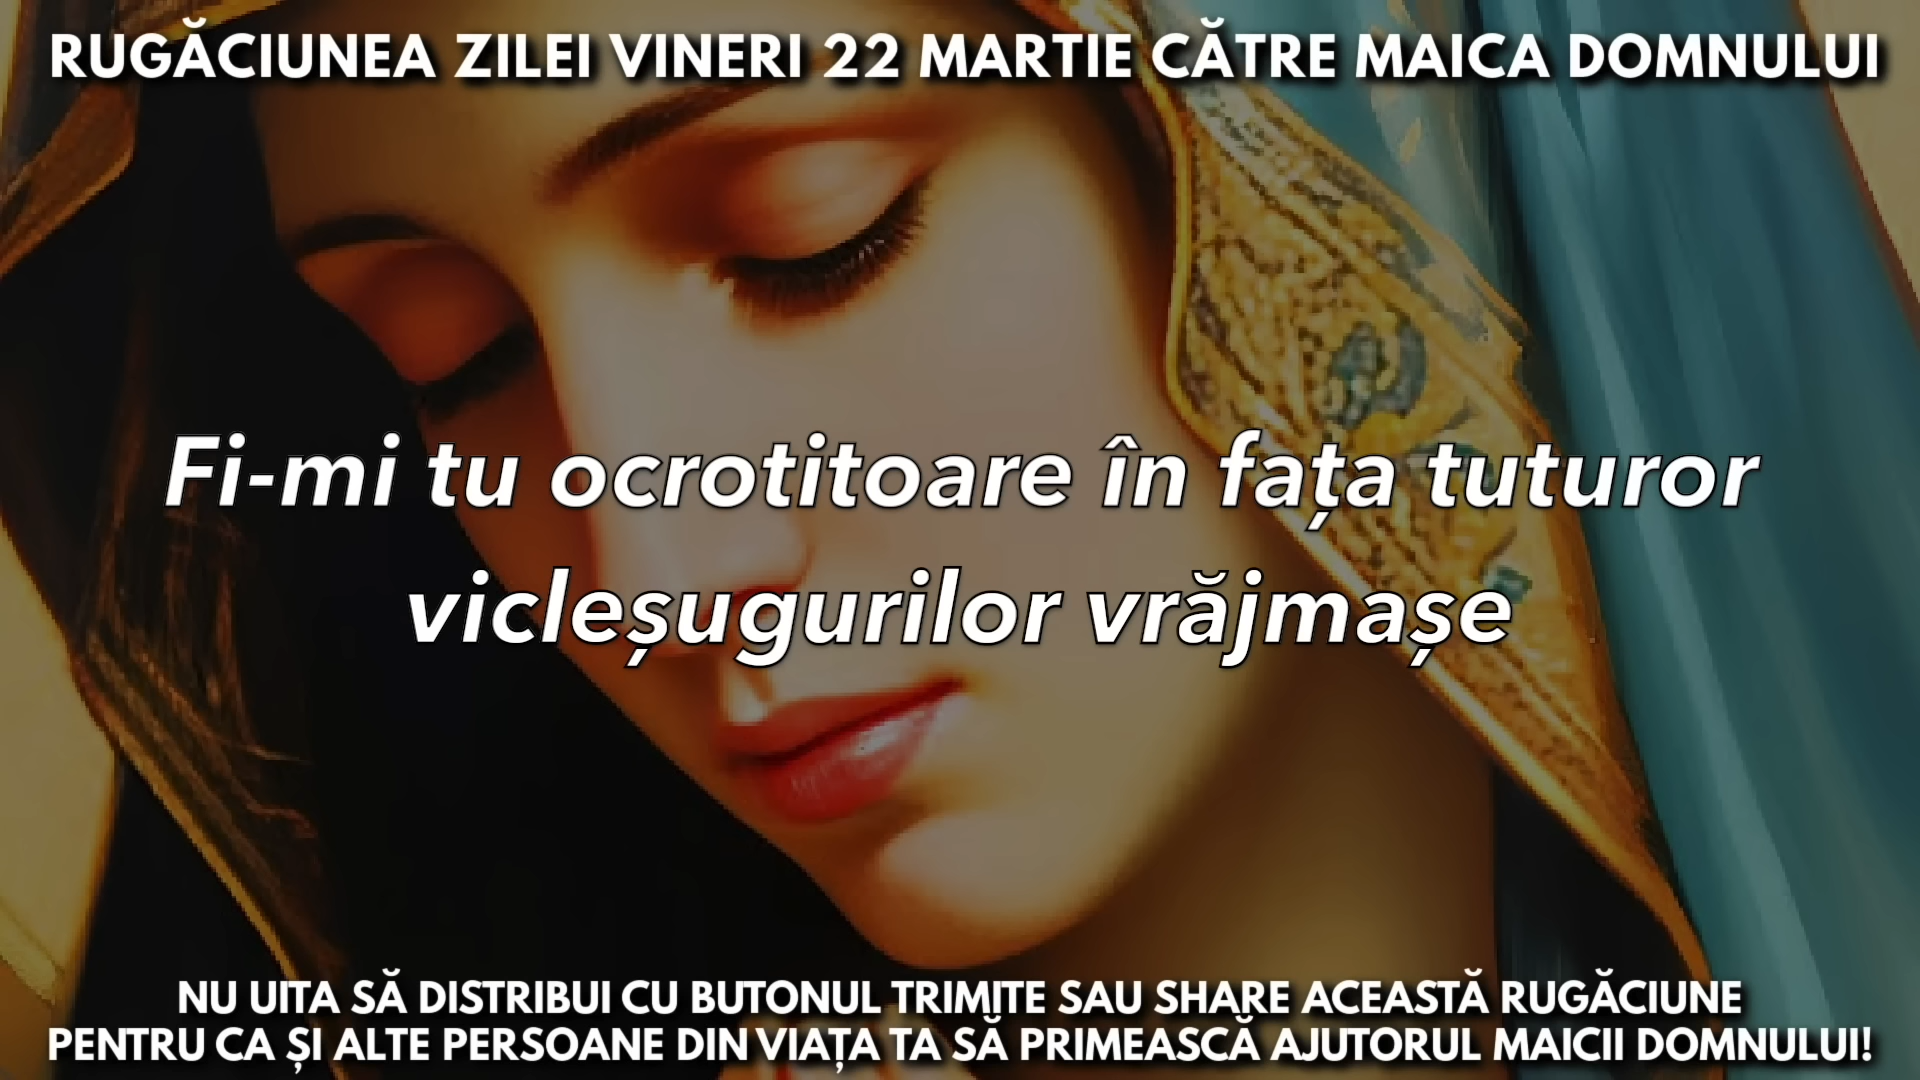 RUGĂCIUNEA ZILEI VINERI 22 MARTIE CĂTRE MAICA DOMNULUI
Fi-mi tu ocrotitoare în fața tuturor
vicleșugurilor vrăjmașe
NU UITA SĂ DISTRIBUI CU BUTONUL TRIMITE SAU SHARE ACEASTĂ RUGĂCIUNE
PENTRU CA ȘI ALTE PERSOANE DIN VIAȚA TA SĂ PRIMEASCĂ AJUTORUL MAICII DOMNULUI!